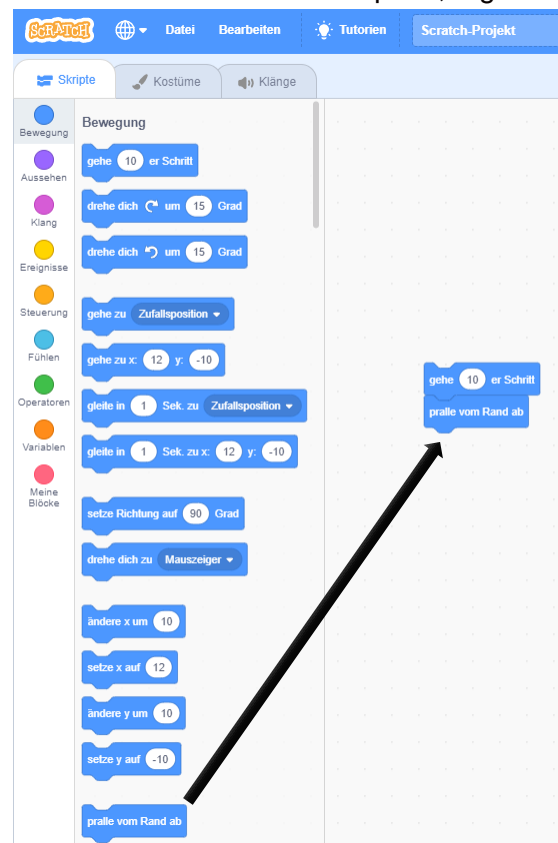 SCRATCH Datei Bearbeiten Tutorien Scratch-Projekt
Skripte Kostüme Klänge
Bewegung
Aussehen
Klang
Ereignisse
Steuerung
Fühlen
Operatoren
Variablen
Meine
Blöcke
Bewegung
gehe 10 er Schritt
drehe dich um 15 Grad
drehe dich um 15 Grad
gehe zu Zufallsposition
gehe zu x: 12 y: -10
gleite in 1 Sek. zu Zufallsposition
gleite in 1 Sek. zu x: 12 y: -10
setze Richtung auf 90 Grad
drehe dich zu Mauszeiger
ändere x um 10
setze x auf 12
ändere y um 10
setze y auf -10
pralle vom Rand ab
gehe 10 er Schritt
pralle vom Rand ab